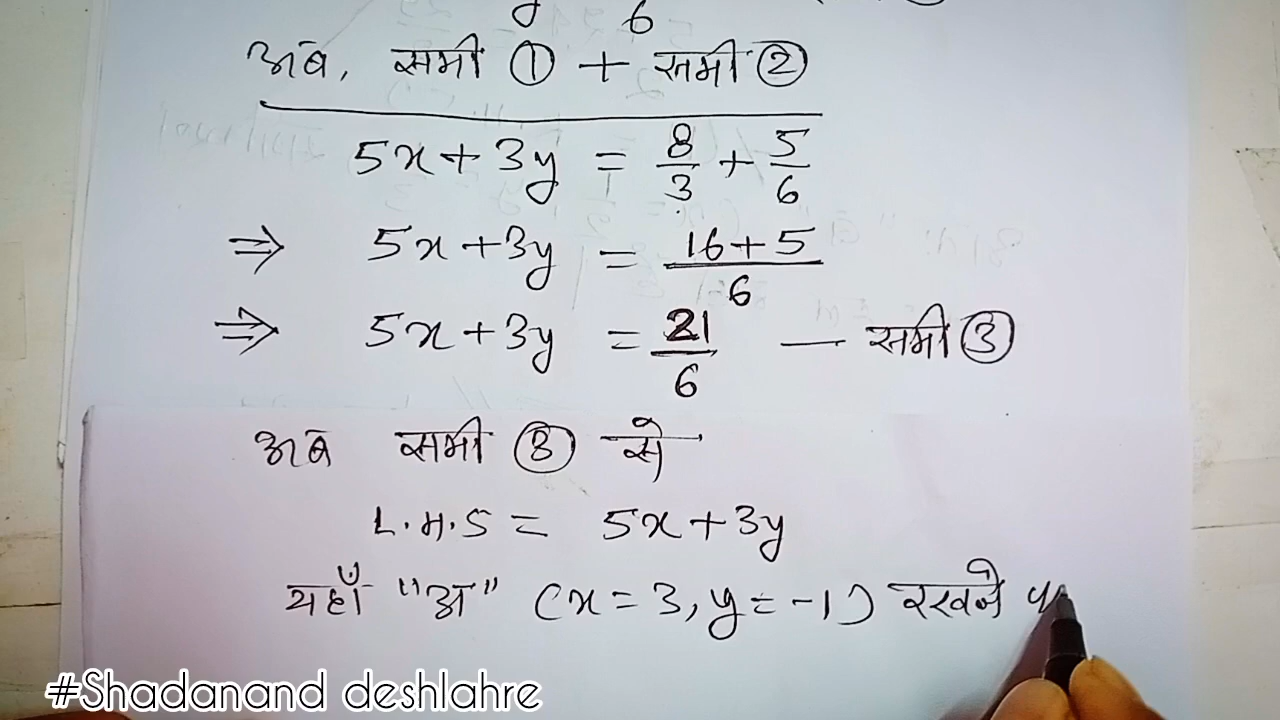 6
अब, समी ① + समी ②
5x + 3y = 8/3 + 5/6
⇒ 5x + 3y = 16 + 5/6
⇒ 5x + 3y = 21/6 — समी ③
अब समी ③ से
L.H.S = 5x + 3y
यहाँ "अ" (x = 3, y = -1) रखने
#Shadanand deshlahre